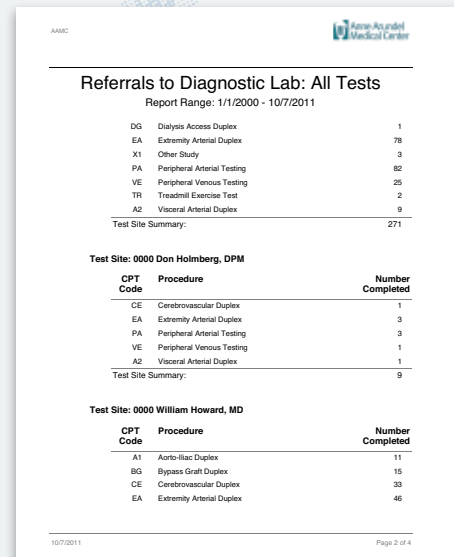 AAMC
Anne Arundel
Medical Center
Referrals to Diagnostic Lab: All Tests
Report Range: 1/1/2000 - 10/7/2011
DG Dialysis Access Duplex 1
EA Extremity Arterial Duplex 78
X1 Other Study 3
PA Peripheral Arterial Testing 82
VE Peripheral Venous Testing 25
TR Treadmill Exercise Test 2
A2 Visceral Arterial Duplex 9
Test Site Summary: 271
Test Site: 0000 Don Holmberg, DPM
CPT Procedure Number
Code Completed
CE Cerebrovascular Duplex 1
EA Extremity Arterial Duplex 3
PA Peripheral Arterial Testing 3
VE Peripheral Venous Testing 1
A2 Visceral Arterial Duplex 1
Test Site Summary: 9
Test Site: 0000 William Howard, MD
CPT Procedure Number
Code Completed
A1 Aorto-Iliac Duplex 11
BG Bypass Graft Duplex 15
CE Cerebrovascular Duplex 33
EA Extremity Arterial Duplex 46
10/7/2011 Page 2 of 4